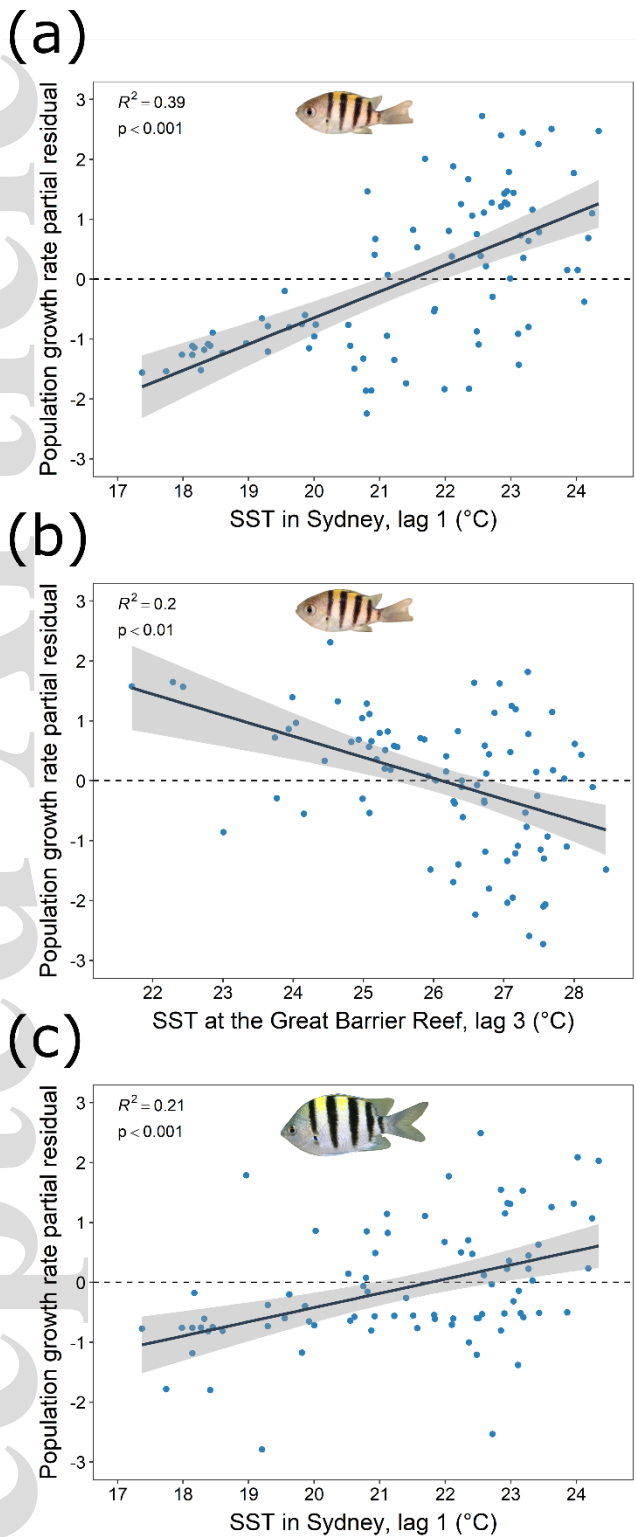 (a)
3
2
1
0
-1
-2
-3
R² = 0.39
p < 0.001
Population growth rate partial residual
17 18 19 20 21 22 23 24
SST in Sydney, lag 1 (°C)
(b)
3
2
1
0
-1
-2
-3
R² = 0.2
p < 0.01
Population growth rate partial residual
22 23 24 25 26 27 28
SST at the Great Barrier Reef, lag 3 (°C)
(c)
3
2
1
0
-1
-2
-3
R² = 0.21
p < 0.001
Population growth rate partial residual
17 18 19 20 21 22 23 24
SST in Sydney, lag 1 (°C)